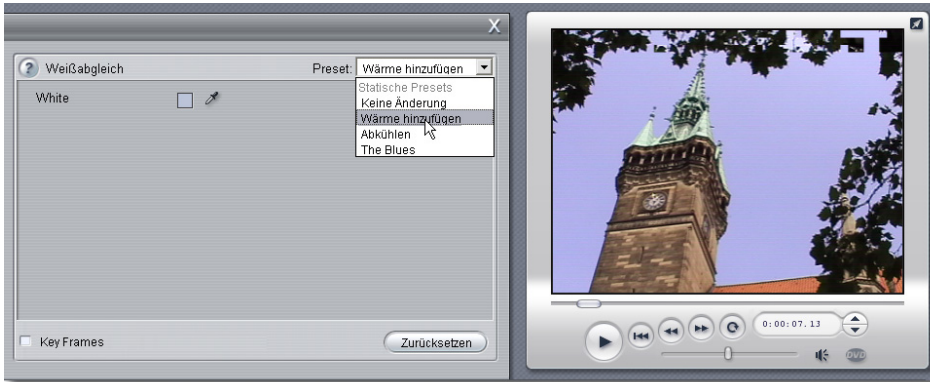 X
? Weißabgleich
Preset: Wärme hinzufügen
White
Statische Presets
Keine Änderung
Wärme hinzufügen
Abkühlen
The Blues
Key Frames
Zurücksetzen
0:00:07.13
DVD